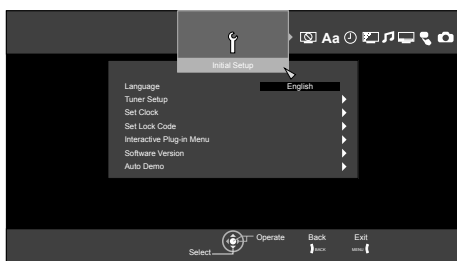 Aa
Initial Setup
Language English
Tuner Setup
Set Clock
Set Lock Code
Interactive Plug-in Menu
Software Version
Auto Demo
Select
Operate
Back
BACK
Exit
MENU